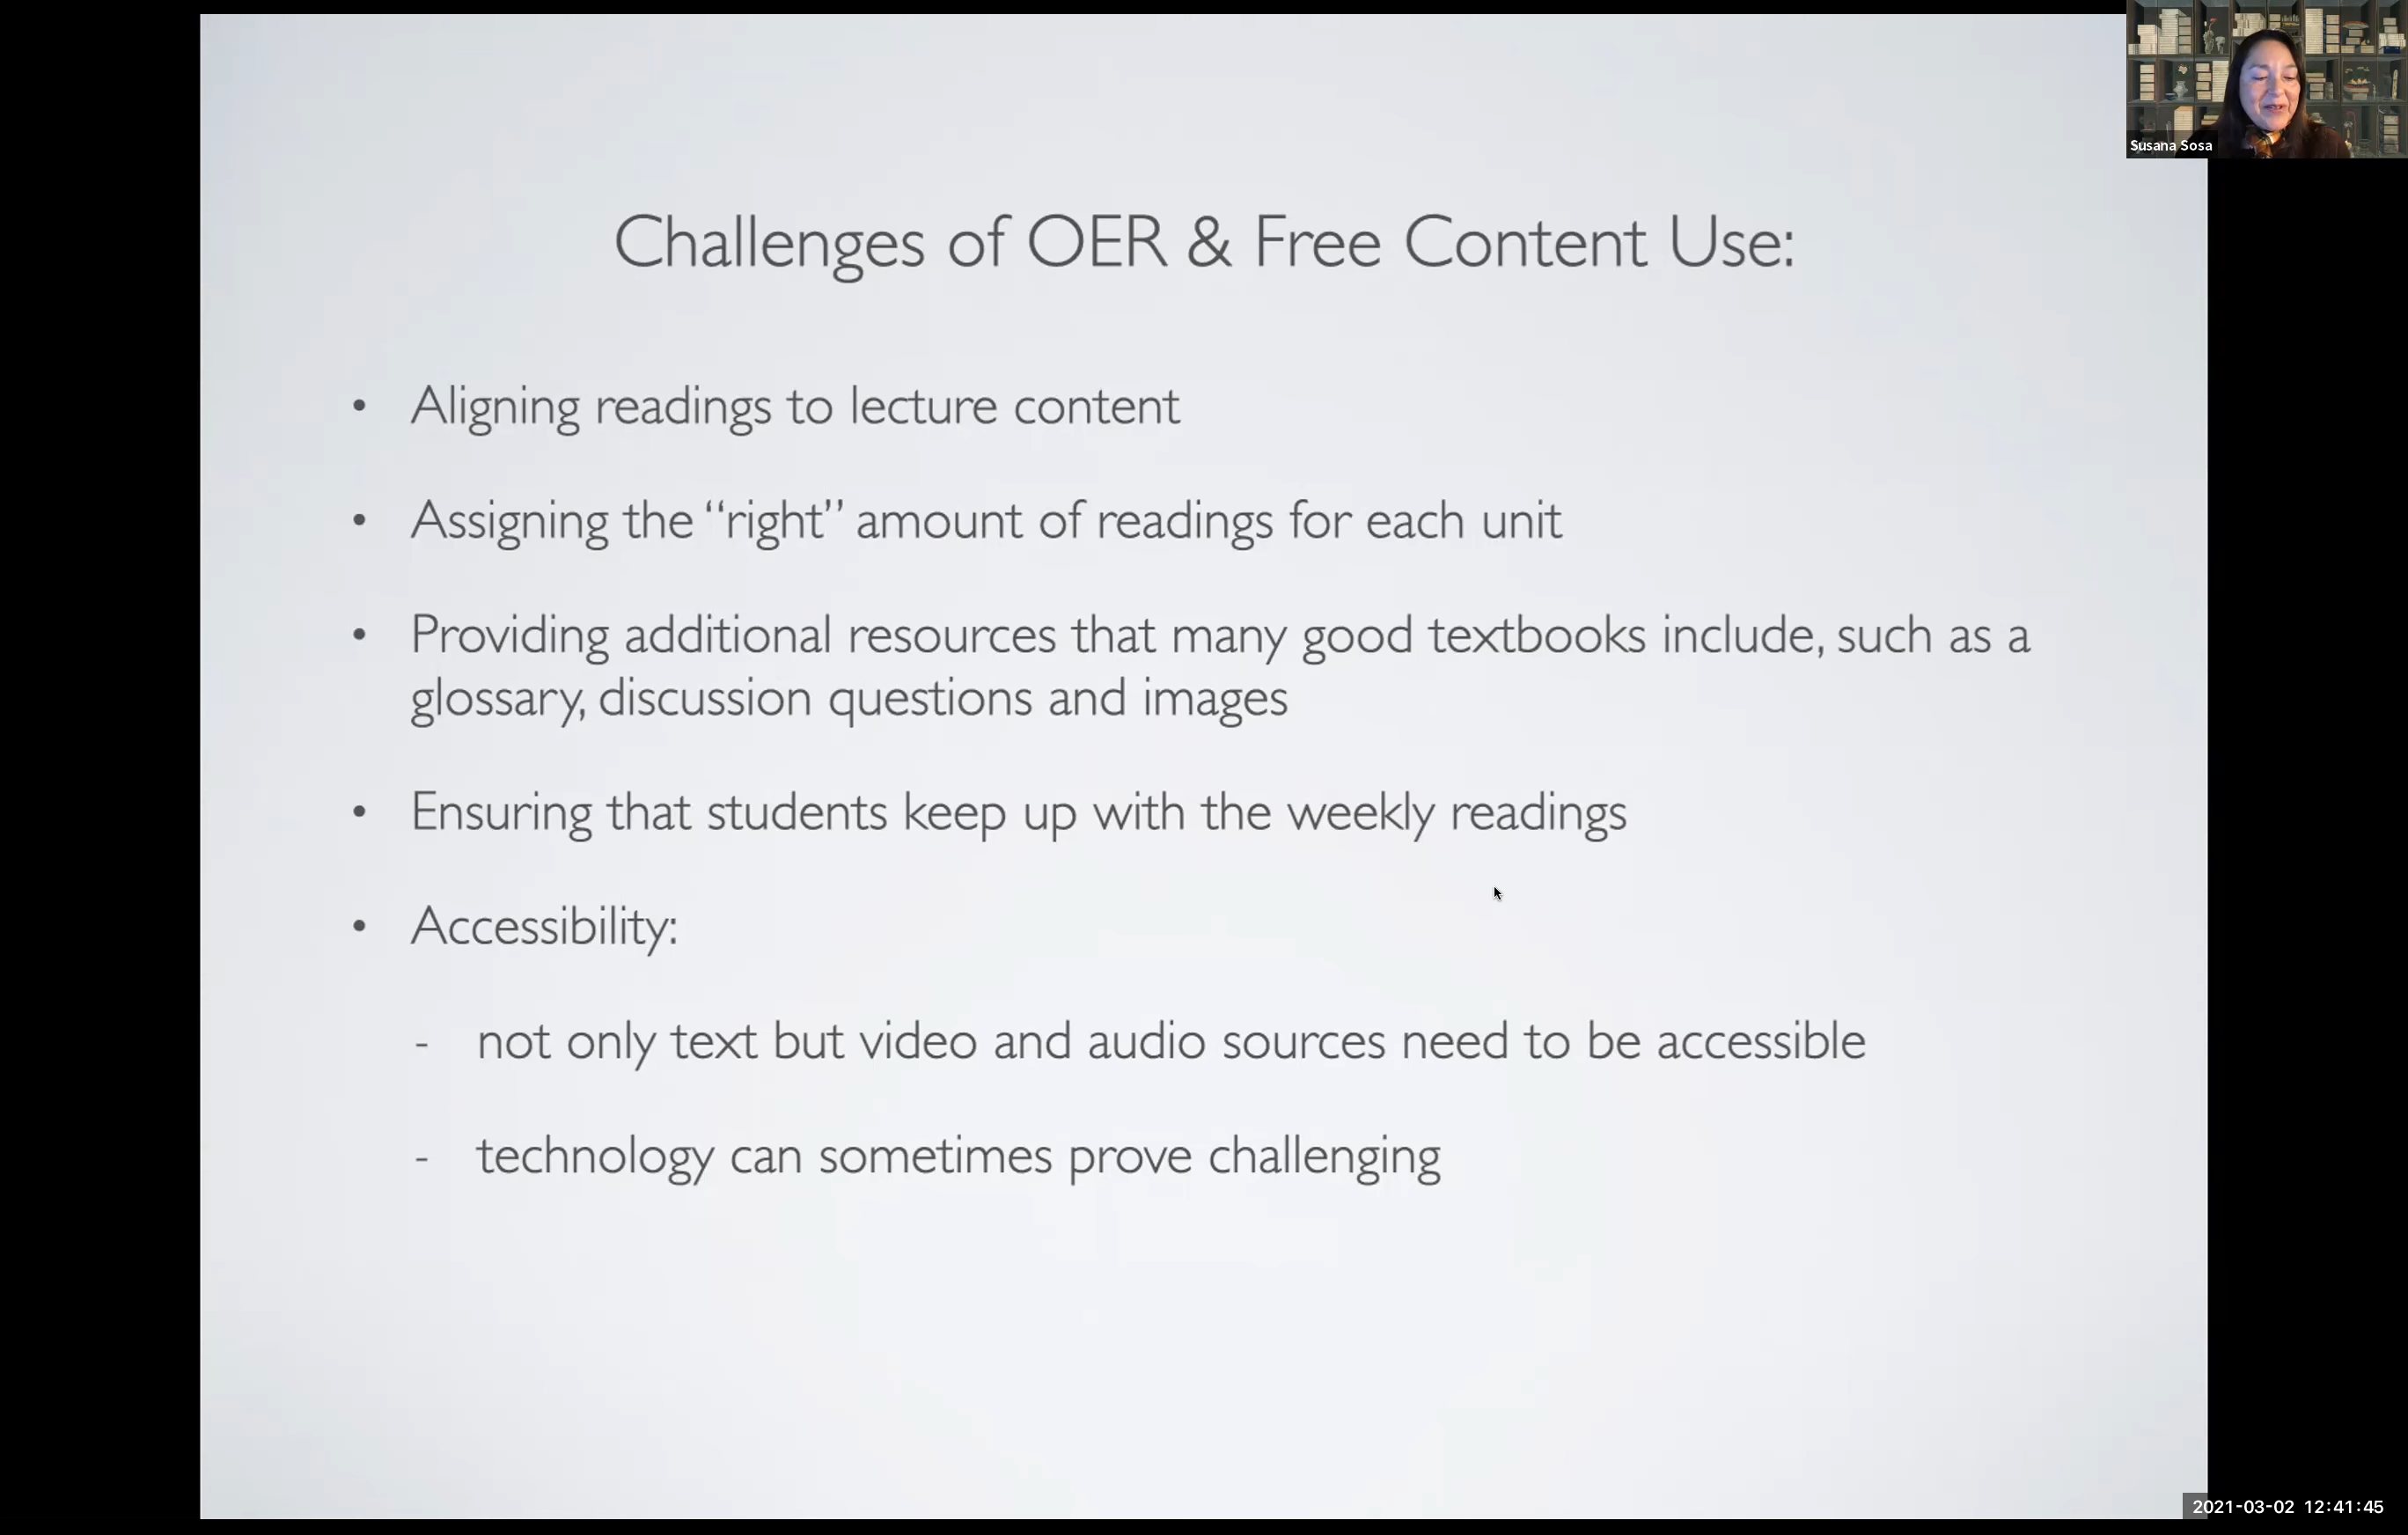 Susana Sosa
Challenges of OER & Free Content Use:
• Aligning readings to lecture content
• Assigning the “right” amount of readings for each unit
• Providing additional resources that many good textbooks include, such as a
glossary, discussion questions and images
• Ensuring that students keep up with the weekly readings
• Accessibility:
- not only text but video and audio sources need to be accessible
- technology can sometimes prove challenging
2021-03-02 12:41:45